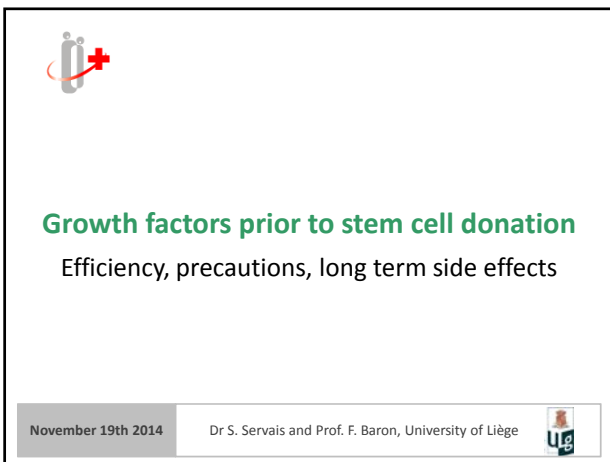 Growth factors prior to stem cell donation
Efficiency, precautions, long term side effects
November 19th 2014
Dr S. Servais and Prof. F. Baron, University of Liège
ULg